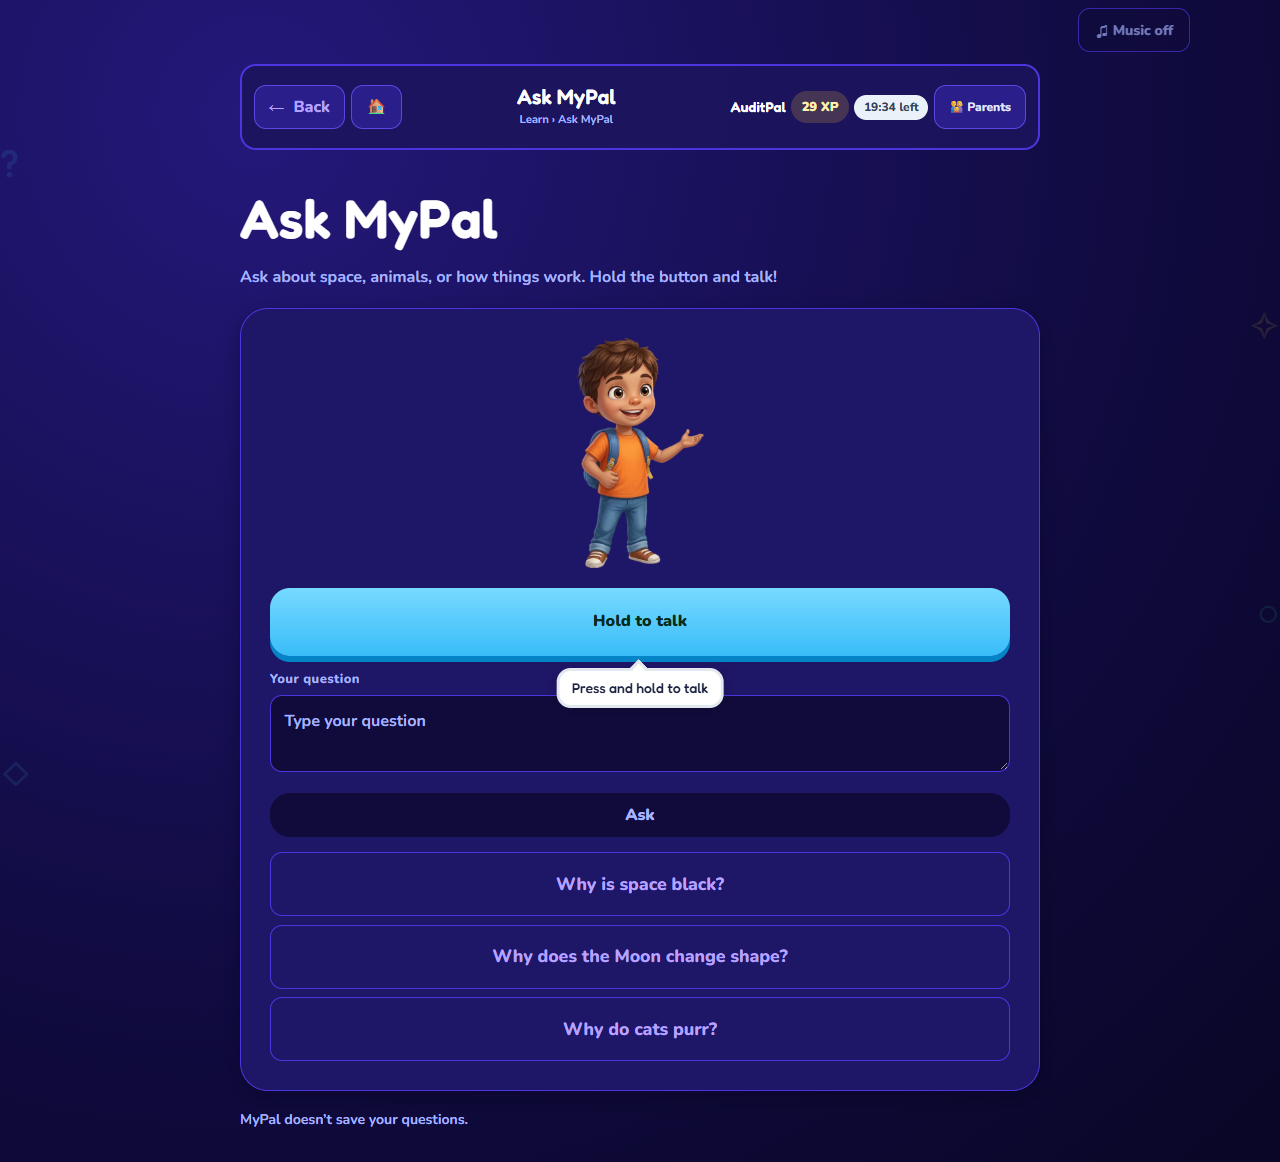 ♫ Music off
← Back
Ask MyPal
Learn › Ask MyPal
AuditPal
29 XP
19:34 left
Parents
Ask MyPal
Ask about space, animals, or how things work. Hold the button and talk!
Hold to talk
Press and hold to talk
Your question
Type your question
Ask
Why is space black?
Why does the Moon change shape?
Why do cats purr?
MyPal doesn’t save your questions.